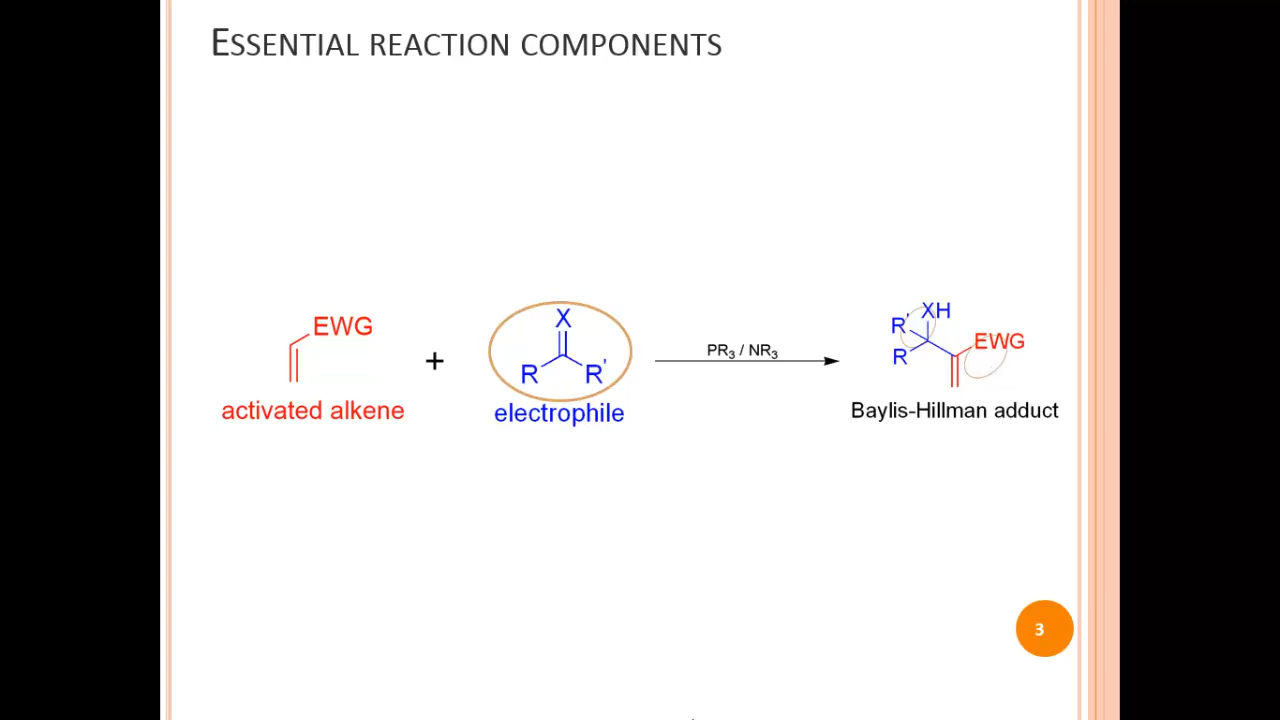 ESSENTIAL REACTION COMPONENTS
EWG
activated alkene
+
X
R R'
electrophile
PR3 / NR3
XH
R'
R
EWG
Baylis-Hillman adduct
3